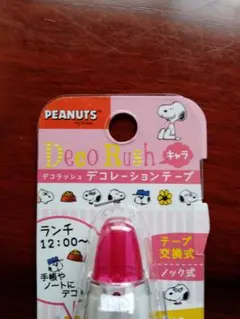 PEANUTS
Deco Rush キャラ
デコラッシュ デコレーションテープ
ランチ
12:00〜
手帳や
ノートに
デコ
テープ
交換式
ノック式